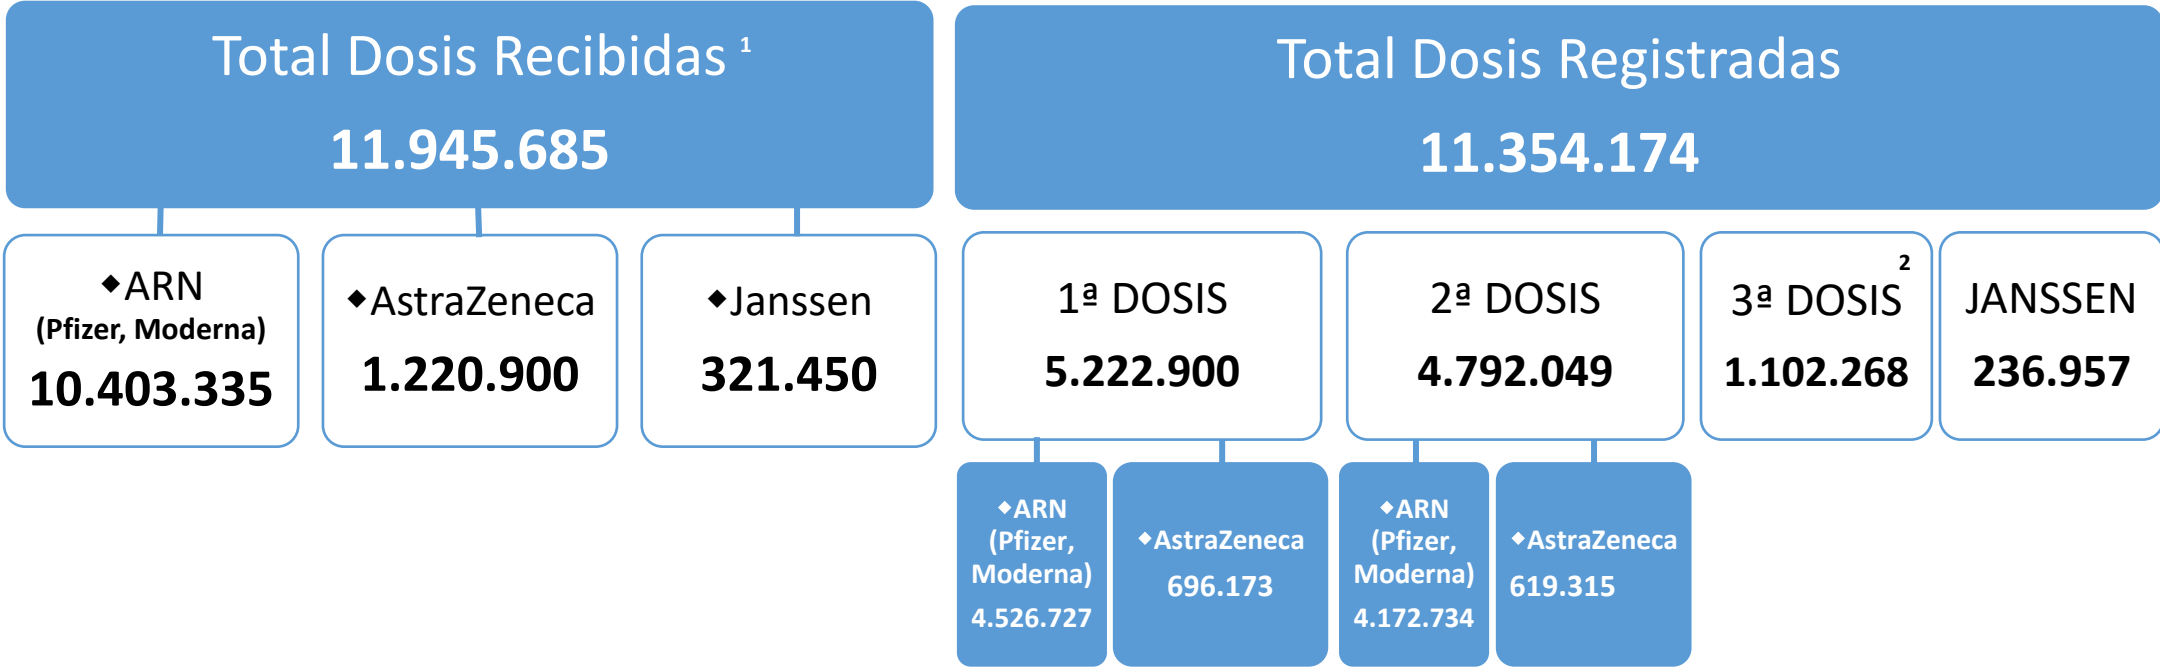 Total Dosis Recibidas ¹
11.945.685
◆ARN
(Pfizer, Moderna)
10.403.335
◆AstraZeneca
1.220.900
◆Janssen
321.450
Total Dosis Registradas
11.354.174
1ª DOSIS
5.222.900
2ª DOSIS
4.792.049
3ª DOSIS ²
1.102.268
JANSSEN
236.957
◆ARN
(Pfizer,
Moderna)
4.526.727
◆AstraZeneca
696.173
◆ARN
(Pfizer,
Moderna)
4.172.734
◆AstraZeneca
619.315